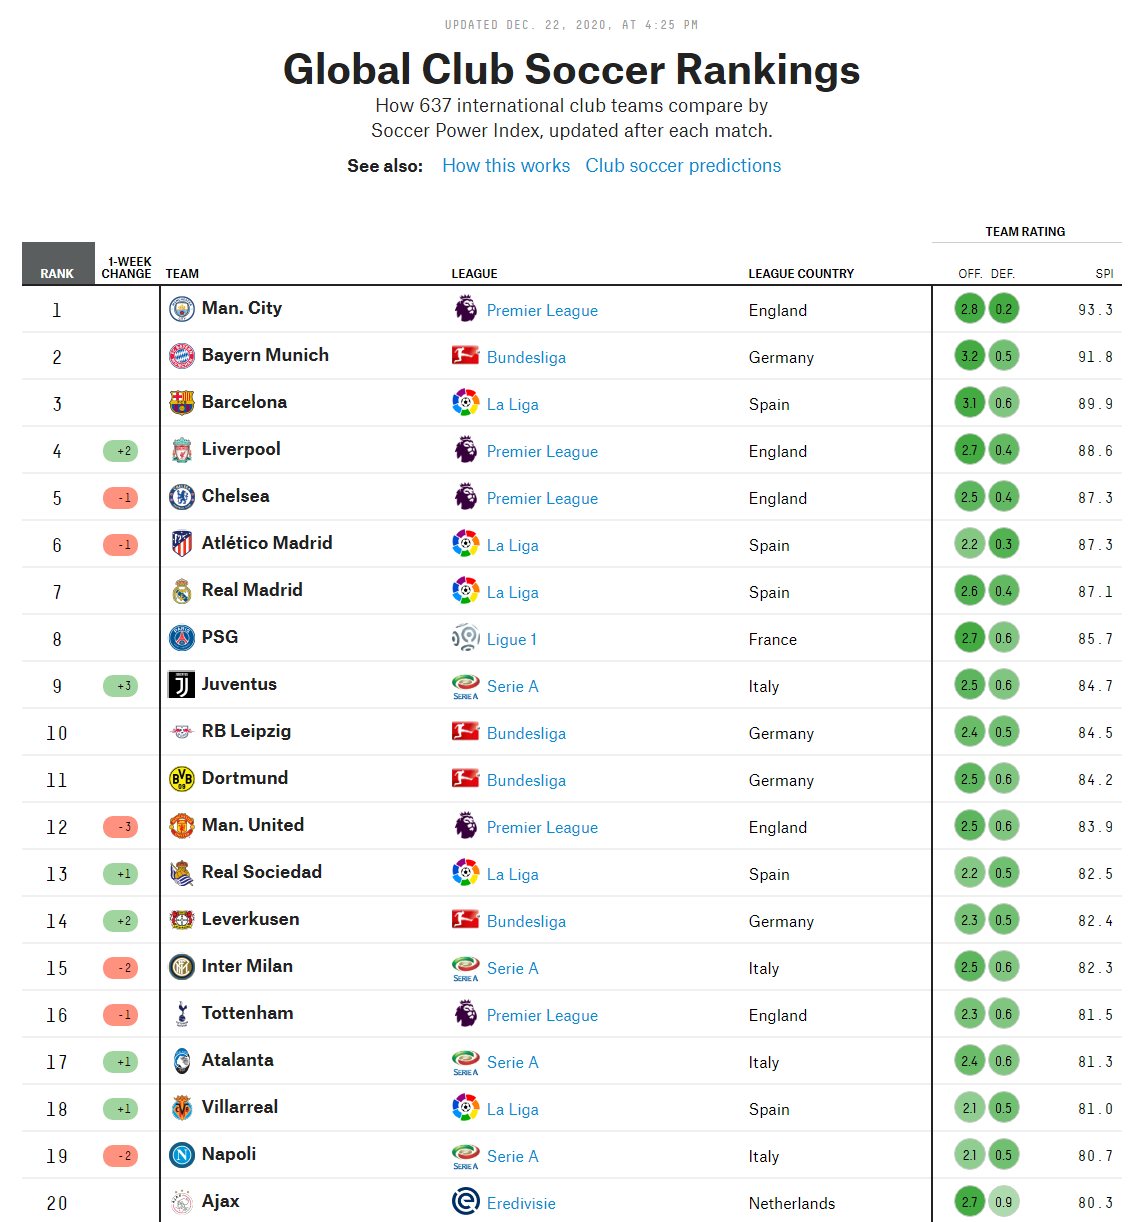 UPDATED DEC. 22, 2020, AT 4:25 PM
Global Club Soccer Rankings
How 637 international club teams compare by
Soccer Power Index, updated after each match.
See also: How this works Club soccer predictions
TEAM RATING
RANK 1-WEEK CHANGE TEAM LEAGUE LEAGUE COUNTRY OFF. DEF. SPI
1 Man. City Premier League England 2.8 0.2 93.3
2 Bayern Munich Bundesliga Germany 3.2 0.5 91.8
3 Barcelona La Liga Spain 3.1 0.6 89.9
4 +2 Liverpool Premier League England 2.7 0.4 88.6
5 -1 Chelsea Premier League England 2.5 0.4 87.3
6 -1 Atlético Madrid La Liga Spain 2.2 0.3 87.3
7 Real Madrid La Liga Spain 2.6 0.4 87.1
8 PSG Ligue 1 France 2.7 0.6 85.7
9 +3 Juventus Serie A Italy 2.5 0.6 84.7
10 RB Leipzig Bundesliga Germany 2.4 0.5 84.5
11 Dortmund Bundesliga Germany 2.5 0.6 84.2
12 -3 Man. United Premier League England 2.5 0.6 83.9
13 +1 Real Sociedad La Liga Spain 2.2 0.5 82.5
14 +2 Leverkusen Bundesliga Germany 2.3 0.5 82.4
15 -2 Inter Milan Serie A Italy 2.5 0.6 82.3
16 -1 Tottenham Premier League England 2.3 0.6 81.5
17 +1 Atalanta Serie A Italy 2.4 0.6 81.3
18 +1 Villarreal La Liga Spain 2.1 0.5 81.0
19 -2 Napoli Serie A Italy 2.1 0.5 80.7
20 Ajax Eredivisie Netherlands 2.7 0.9 80.3